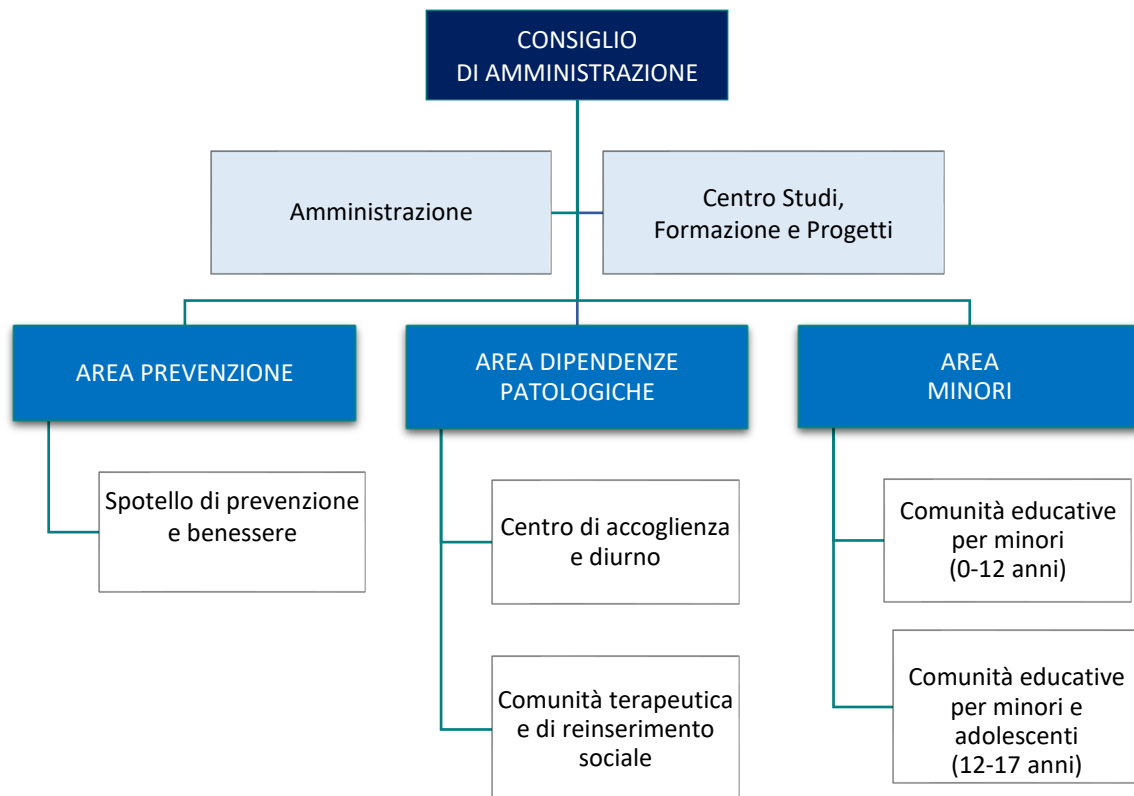 CONSIGLIO
DI AMMINISTRAZIONE
Amministrazione
Centro Studi,
Formazione e Progetti
AREA PREVENZIONE
AREA DIPENDENZE
PATOLOGICHE
AREA
MINORI
Spotello di prevenzione
e benessere
Centro di accoglienza
e diurno
Comunità educative
per minori
(0-12 anni)
Comunità terapeutica
e di reinserimento
sociale
Comunità educative
per minori e
adolescenti
(12-17 anni)